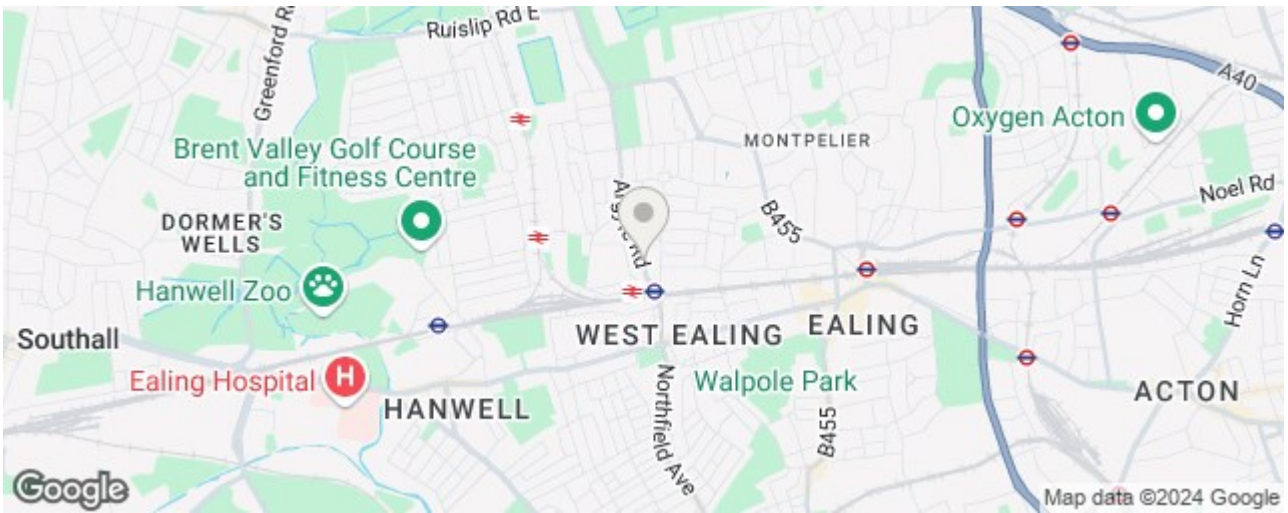 Ruislip Rd E
Greenford Rd
A40
Oxygen Acton
MONTPELIER
Brent Valley Golf Course
and Fitness Centre
Noel Rd
Argyle Rd
B455
DORMER'S
WELLS
Hanwell Zoo
Horn Ln
Southall
WEST EALING
EALING
Ealing Hospital
H
Walpole Park
ACTON
HANWELL
Northfield Ave
B455
Google
Map data ©2024 Google